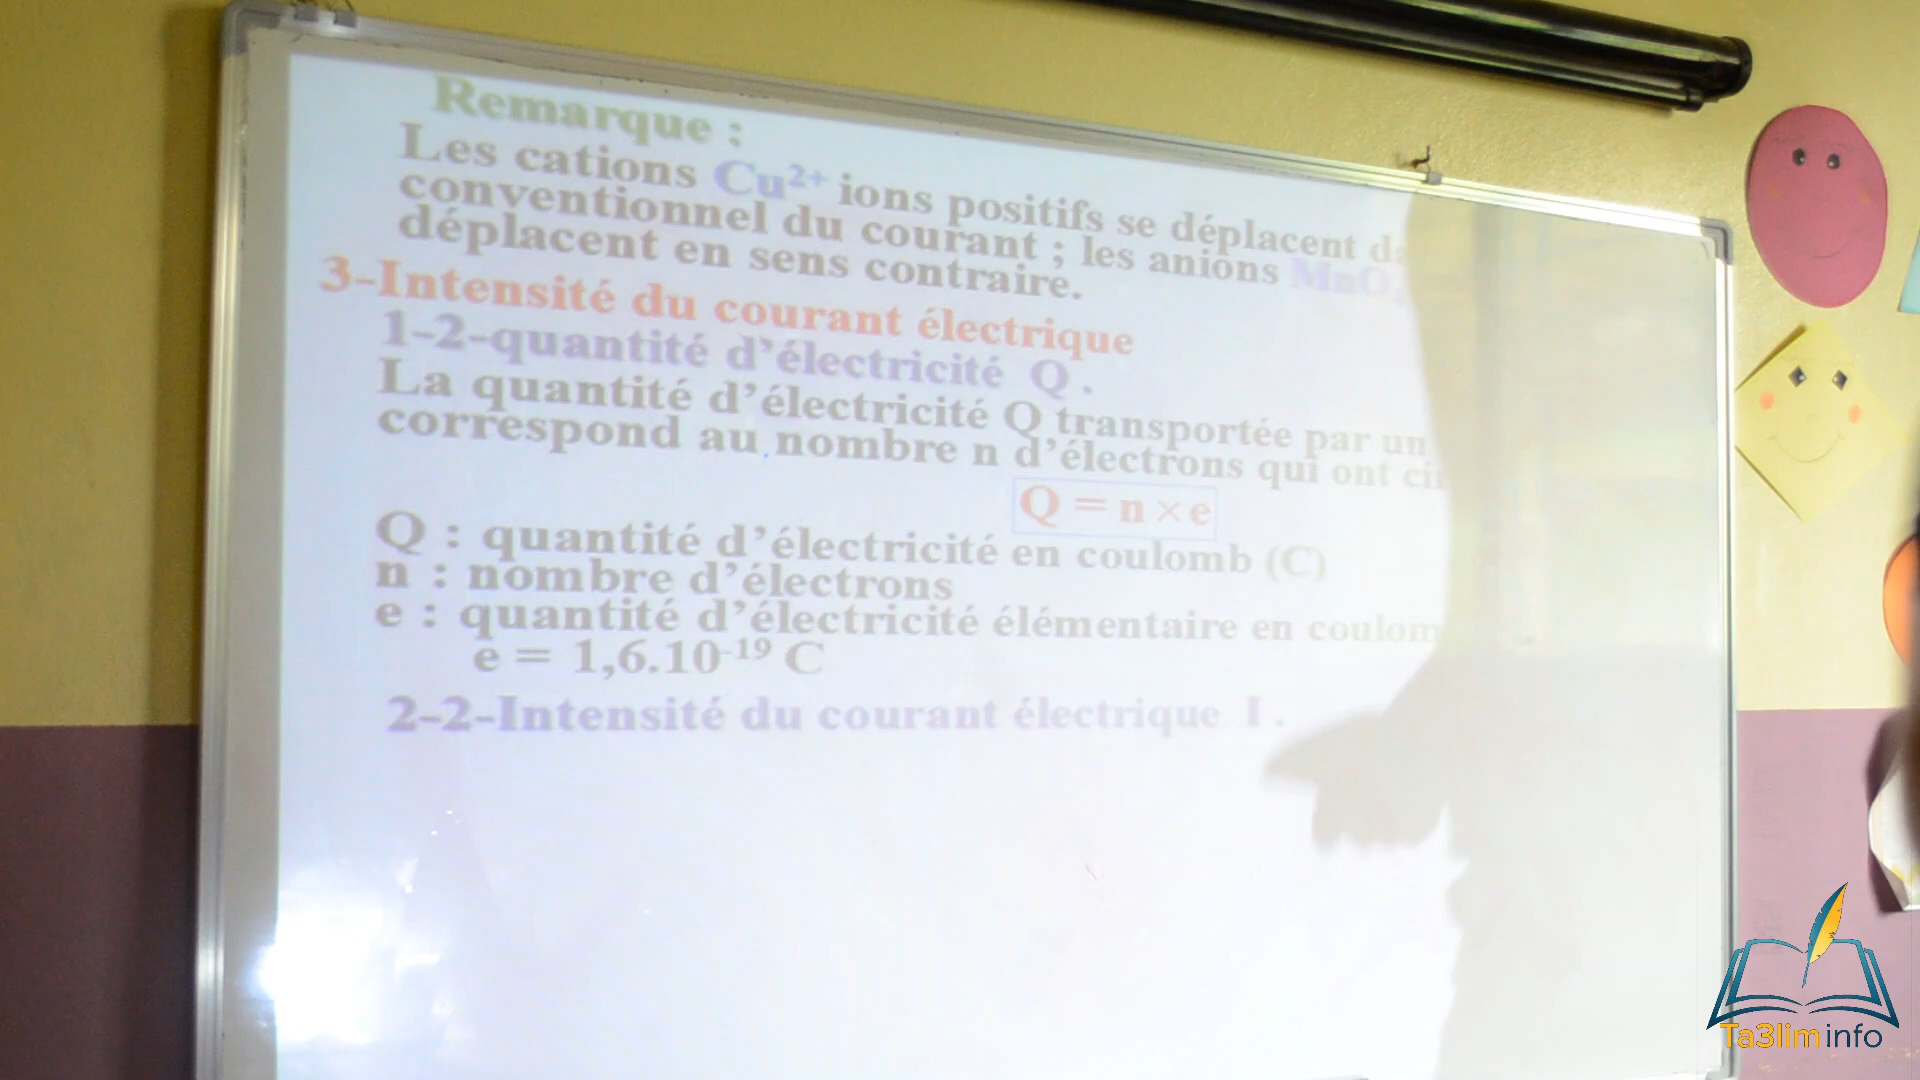 Remarque :
Les cations Cu²⁺ ions positifs se déplacent
conventionnel du courant ; les anions
déplacent en sens contraire.
3-Intensité du courant électrique
1-2-quantité d’électricité Q .
La quantité d’électricité Q transportée par un
correspond au nombre n d’électrons qui ont
Q = n × e
Q : quantité d’électricité en coulomb (C)
n : nombre d’électrons
e : quantité d’électricité élémentaire en
e = 1,6.10⁻¹⁹ C
2-2-Intensité du courant électrique I .
Ta3lim info